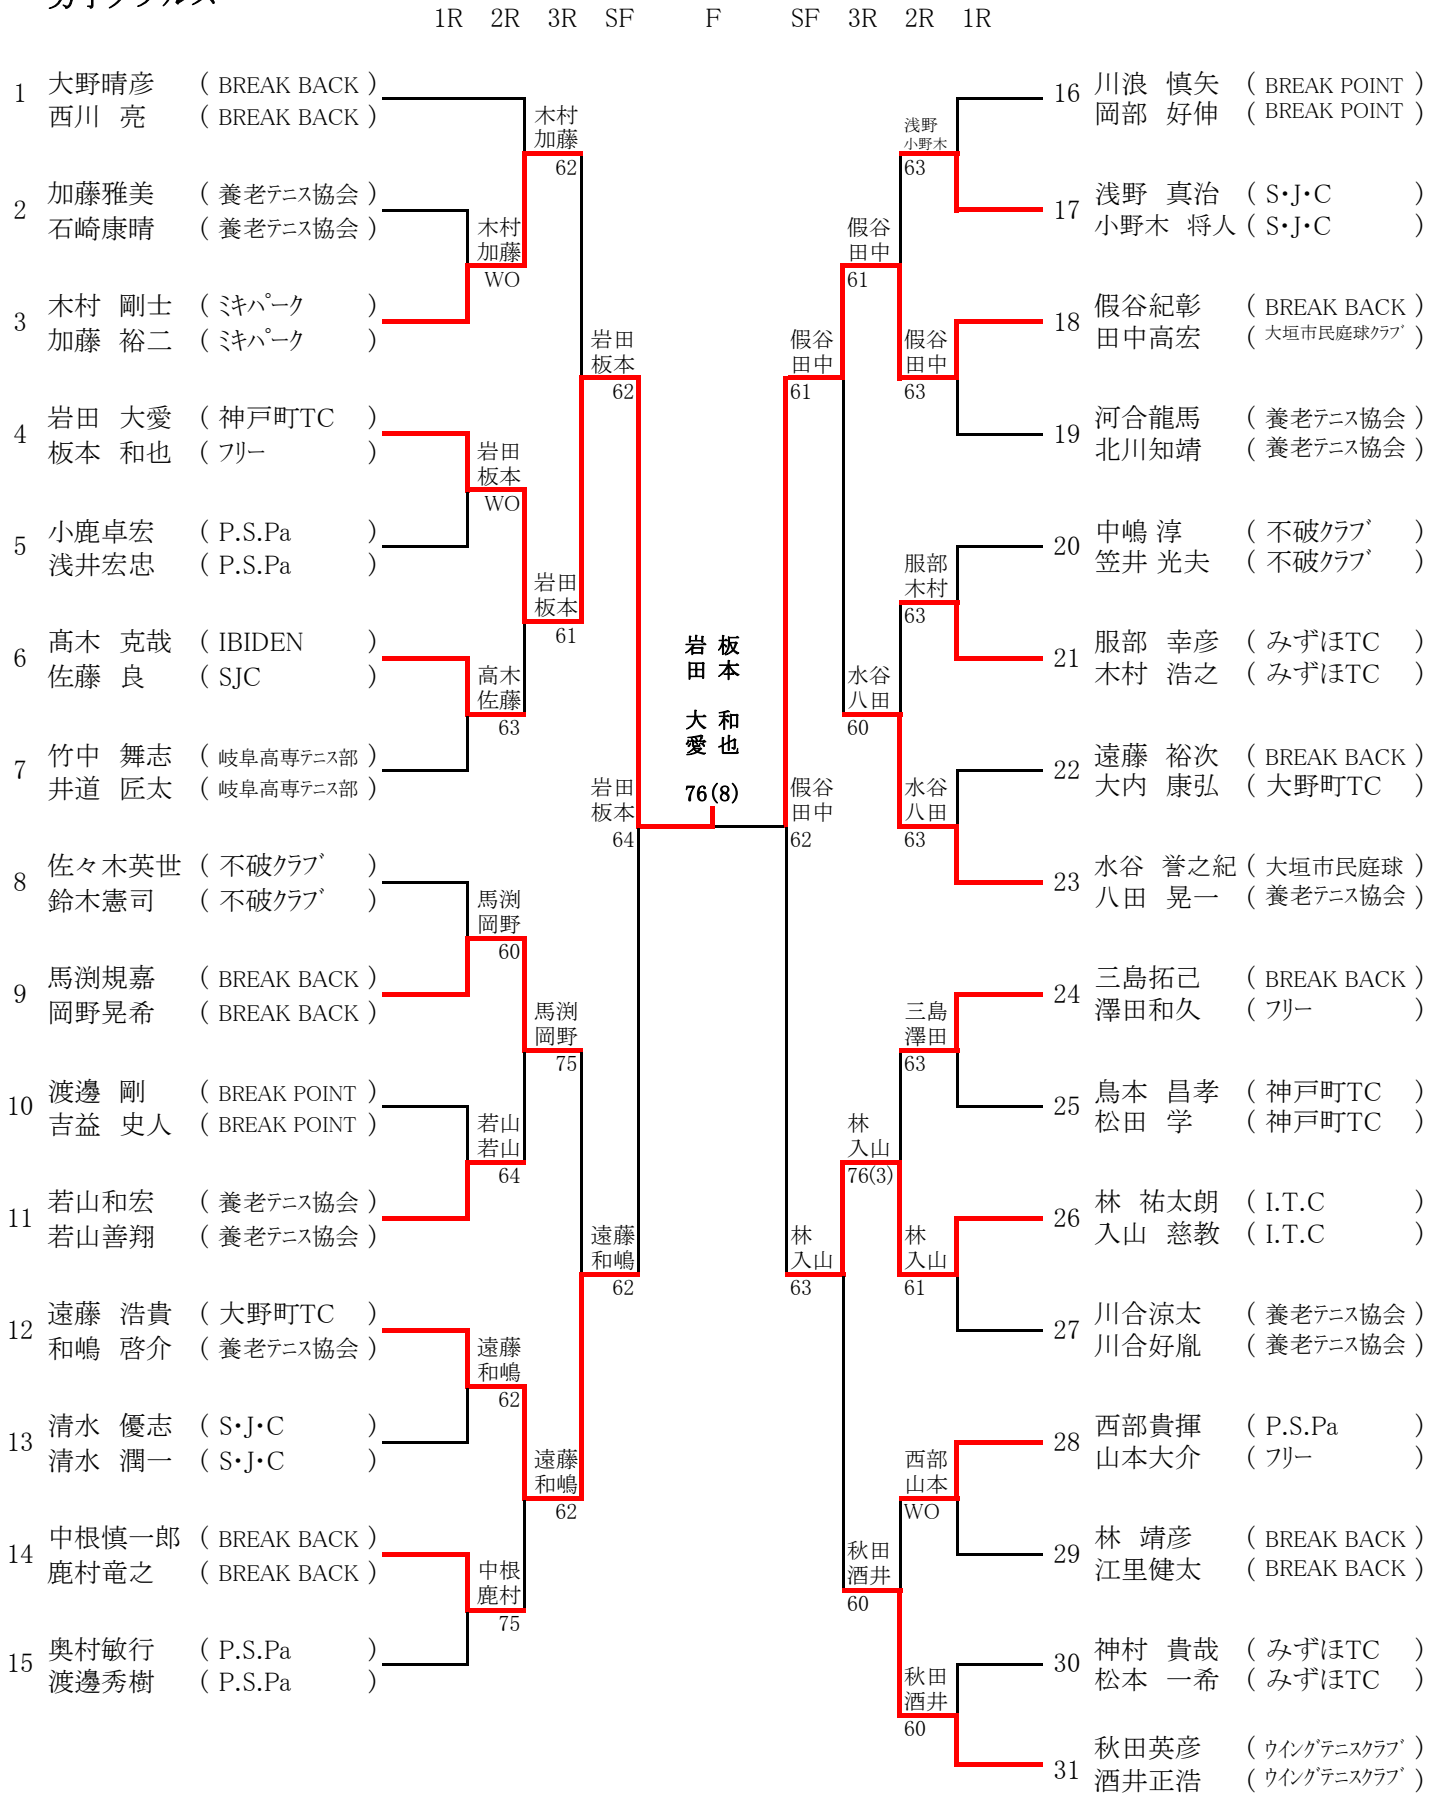 1R 2R 3R SF F SF 3R 2R 1R
1 大野晴彦 ( BREAK BACK )
西川 亮 ( BREAK BACK )
2 加藤雅美 ( 養老テニス協会 )
石崎康晴 ( 養老テニス協会 )
3 木村 剛士 ( ミキパーク )
加藤 裕二 ( ミキパーク )
4 岩田 大愛 ( 神戸町TC )
板本 和也 ( フリー )
5 小鹿卓宏 ( P.S.Pa )
浅井宏忠 ( P.S.Pa )
6 髙木 克哉 ( IBIDEN )
佐藤 良 ( SJC )
7 竹中 舞志 ( 岐阜高専テニス部 )
井道 匠太 ( 岐阜高専テニス部 )
8 佐々木英世 ( 不破クラブ )
鈴木憲司 ( 不破クラブ )
9 馬渕規嘉 ( BREAK BACK )
岡野晃希 ( BREAK BACK )
10 渡邊 剛 ( BREAK POINT )
吉益 史人 ( BREAK POINT )
11 若山和宏 ( 養老テニス協会 )
若山善翔 ( 養老テニス協会 )
12 遠藤 浩貴 ( 大野町TC )
和嶋 啓介 ( 養老テニス協会 )
13 清水 優志 ( S・J・C )
清水 潤一 ( S・J・C )
14 中根慎一郎 ( BREAK BACK )
鹿村竜之 ( BREAK BACK )
15 奥村敏行 ( P.S.Pa )
渡邊秀樹 ( P.S.Pa )
木村
加藤
WO
岩田
板本
WO
高木
佐藤
63
馬渕
岡野
60
若山
若山
64
遠藤
和嶋
62
中根
鹿村
75
木村
加藤
62
岩田
板本
61
馬渕
岡野
75
遠藤
和嶋
62
岩田
板本
62
遠藤
和嶋
62
岩田
板本
64
板本 和也
岩田 大愛
76(8)
假谷
田中
62
假谷
田中
61
林
入山
63
假谷
田中
61
水谷
八田
60
林
入山
76(3)
秋田
酒井
60
浅野
小野木
63
假谷
田中
63
服部
木村
63
水谷
八田
63
三島
澤田
63
林
入山
61
西部
山本
WO
秋田
酒井
60
16 川浪 慎矢 ( BREAK POINT )
岡部 好伸 ( BREAK POINT )
17 浅野 真治 ( S・J・C )
小野木 将人 ( S・J・C )
18 假谷紀彰 ( BREAK BACK )
田中高宏 ( 大垣市民庭球クラブ )
19 河合龍馬 ( 養老テニス協会 )
北川知靖 ( 養老テニス協会 )
20 中嶋 淳 ( 不破クラブ )
笠井 光夫 ( 不破クラブ )
21 服部 幸彦 ( みずほTC )
木村 浩之 ( みずほTC )
22 遠藤 裕次 ( BREAK BACK )
大内 康弘 ( 大野町TC )
23 水谷 誉之紀 ( 大垣市民庭球 )
八田 晃一 ( 養老テニス協会 )
24 三島拓己 ( BREAK BACK )
澤田和久 ( フリー )
25 鳥本 昌孝 ( 神戸町TC )
松田 学 ( 神戸町TC )
26 林 祐太朗 ( I.T.C )
入山 慈教 ( I.T.C )
27 川合涼太 ( 養老テニス協会 )
川合好胤 ( 養老テニス協会 )
28 西部貴揮 ( P.S.Pa )
山本大介 ( フリー )
29 林 靖彦 ( BREAK BACK )
江里健太 ( BREAK BACK )
30 神村 貴哉 ( みずほTC )
松本 一希 ( みずほTC )
31 秋田英彦 ( ウイングテニスクラブ )
酒井正浩 ( ウイングテニスクラブ )